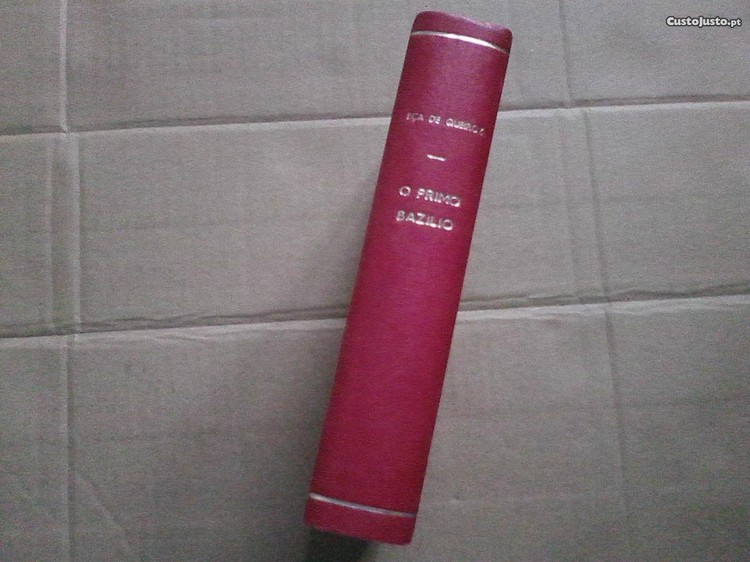 CustoJusto.pt
EÇA DE QUEIROZ
O PRIMO
BAZILIO